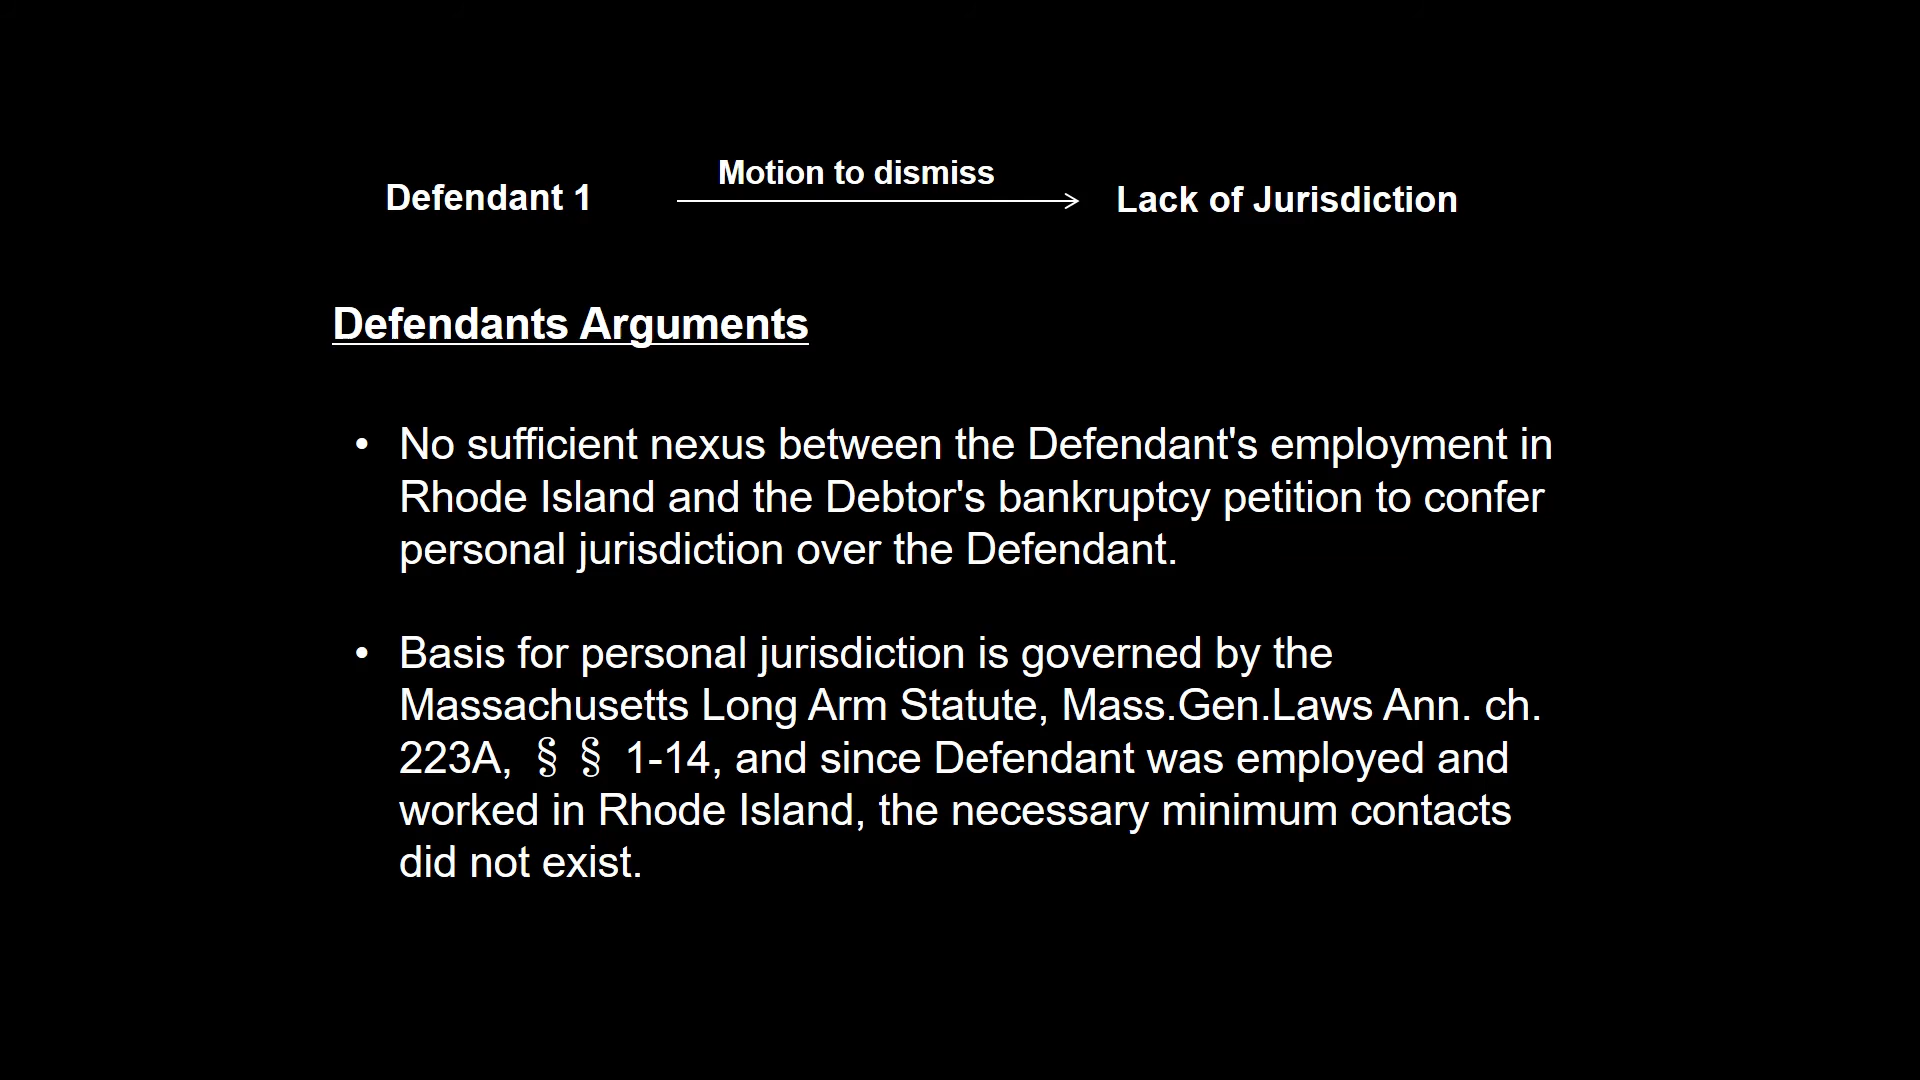 Motion to dismiss
Defendant 1
Lack of Jurisdiction
Defendants Arguments
• No sufficient nexus between the Defendant's employment in
Rhode Island and the Debtor's bankruptcy petition to confer
personal jurisdiction over the Defendant.
• Basis for personal jurisdiction is governed by the
Massachusetts Long Arm Statute, Mass.Gen.Laws Ann. ch.
223A, § § 1-14, and since Defendant was employed and
worked in Rhode Island, the necessary minimum contacts
did not exist.